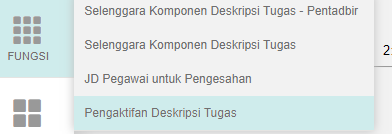 Selenggara Komponen Deskripsi Tugas - Pentadbir
Selenggara Komponen Deskripsi Tugas
FUNGSI
JD Pegawai untuk Pengesahan
Pengaktifan Deskripsi Tugas